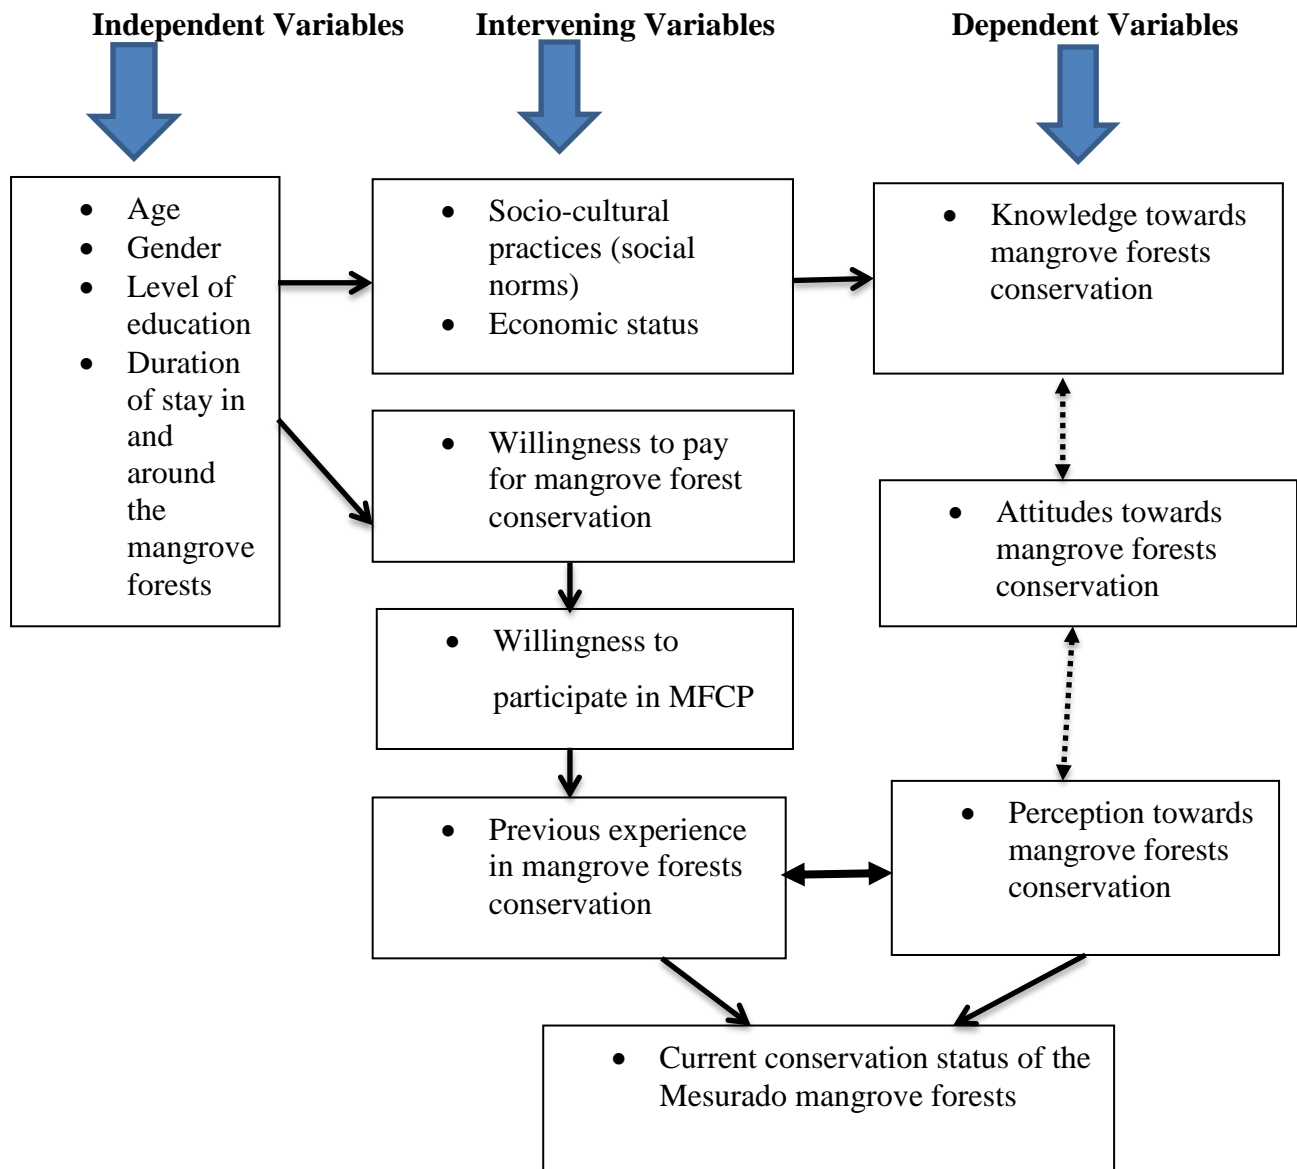 Independent Variables
Intervening Variables
Dependent Variables
• Age
• Gender
• Level of
education
• Duration
of stay in
and
around
the
mangrove
forests
• Socio-cultural
practices (social
norms)
• Economic status
• Knowledge towards
mangrove forests
conservation
• Willingness to pay
for mangrove forest
conservation
• Attitudes towards
mangrove forests
conservation
• Willingness to
participate in MFCP
• Previous experience
in mangrove forests
conservation
• Perception towards
mangrove forests
conservation
• Current conservation status of the
Mesurado mangrove forests